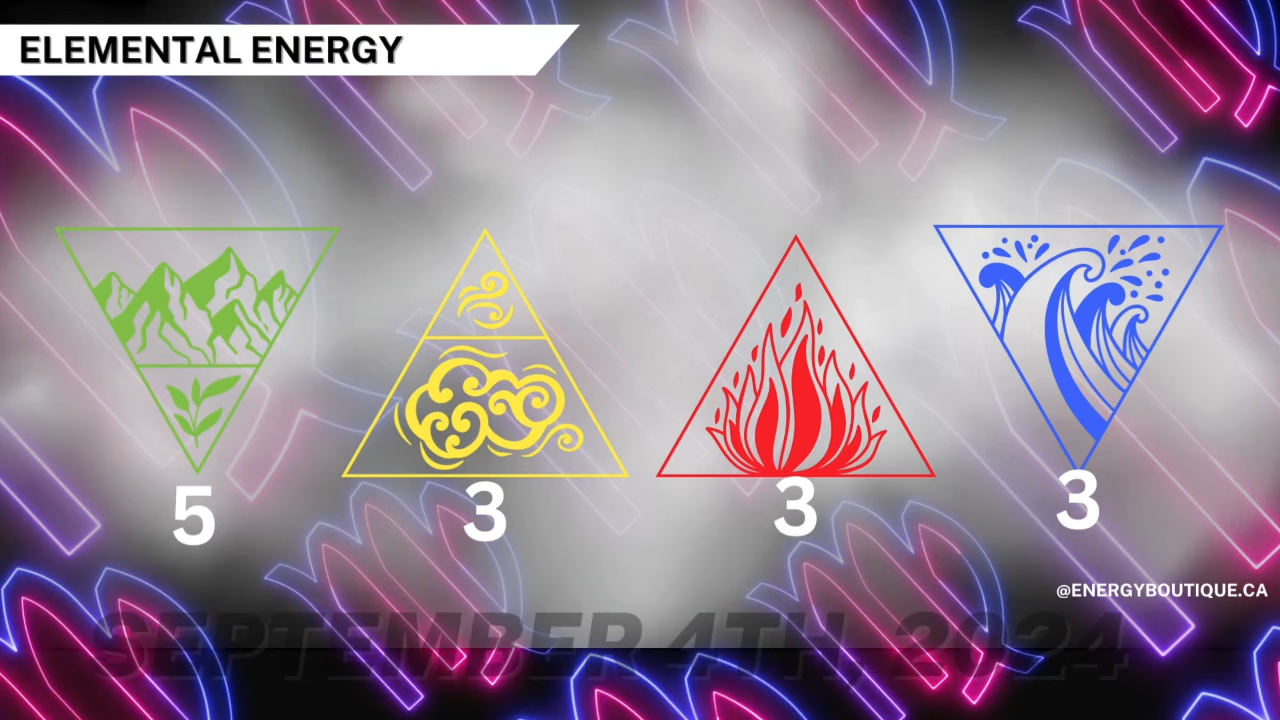 ELEMENTAL ENERGY
5
3
3
3
@ENERGYBOUTIQUE.CA
SEPTEMBER 4TH, 2024